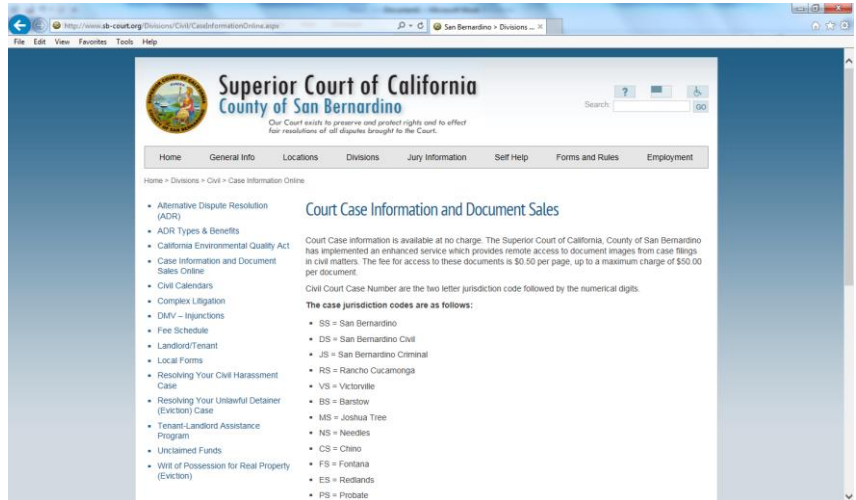 http://www.sb-court.org/Divisions/Civil/CaseInformationOnline.aspx
San Bernardino > Divisions ...
File Edit View Favorites Tools Help
Superior Court of California
County of San Bernardino
Our Court exists to preserve and protect rights and to effect
fair resolutions of all disputes brought to the Court.
?
Search:
GO
Home General Info Locations Divisions Jury Information Self Help Forms and Rules Employment
Home > Divisions > Civil > Case Information Online
Alternative Dispute Resolution
(ADR)
ADR Types & Benefits
California Environmental Quality Act
Case Information and Document
Sales Online
Civil Calendars
Complex Litigation
DMV – Injunctions
Fee Schedule
Landlord/Tenant
Local Forms
Resolving Your Civil Harassment
Case
Resolving Your Unlawful Detainer
(Eviction) Case
Tenant-Landlord Assistance
Program
Unclaimed Funds
Writ of Possession for Real Property
(Eviction)
Court Case Information and Document Sales
Court Case information is available at no charge. The Superior Court of California, County of San Bernardino
has implemented an enhanced service which provides remote access to document images from case filings
in civil matters. The fee for access to these documents is $0.50 per page, up to a maximum charge of $50.00
per document.
Civil Court Case Number are the two letter jurisdiction code followed by the numerical digits.
The case jurisdiction codes are as follows:
SS = San Bernardino
DS = San Bernardino Civil
JS = San Bernardino Criminal
RS = Rancho Cucamonga
VS = Victorville
BS = Barstow
MS = Joshua Tree
NS = Needles
CS = Chino
FS = Fontana
ES = Redlands
PS = Probate